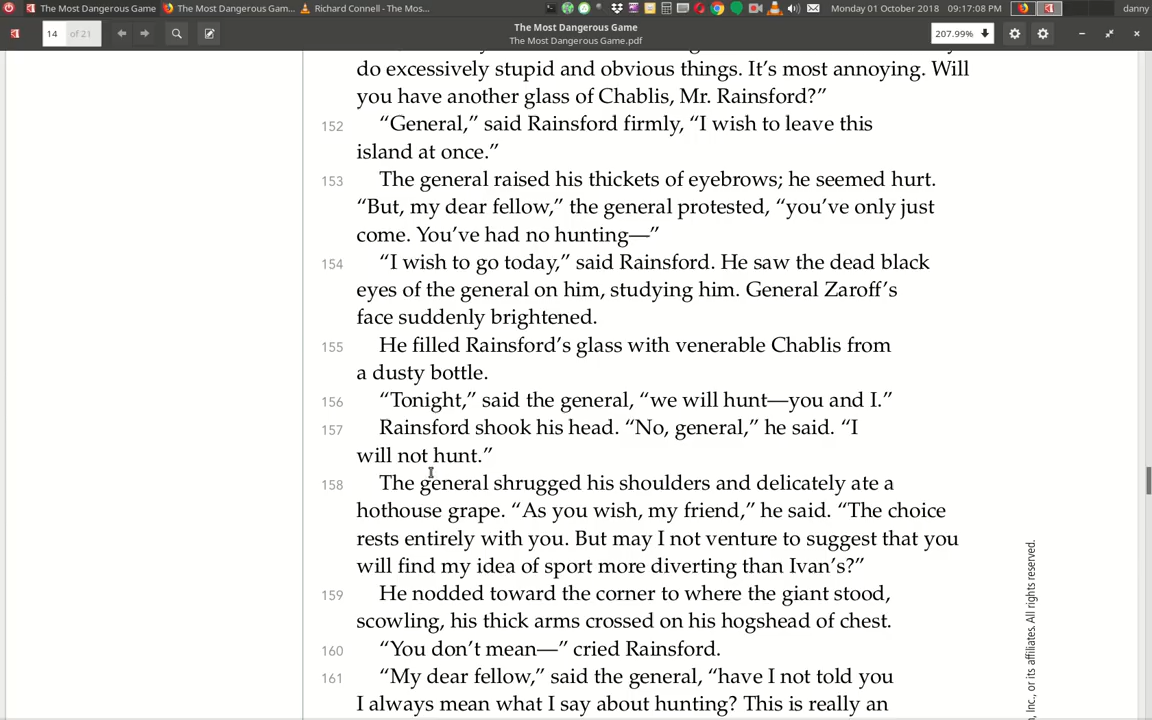 The Most Dangerous Game
The Most Dangerous Gam...
Richard Connell - The Mos...
Monday 01 October 2018
09:17:08 PM
danny
14 of 21
The Most Dangerous Game
The Most Dangerous Game.pdf
207.99%
do excessively stupid and obvious things. It’s most annoying. Will
you have another glass of Chablis, Mr. Rainsford?”
152 “General,” said Rainsford firmly, “I wish to leave this
island at once.”
153 The general raised his thickets of eyebrows; he seemed hurt.
“But, my dear fellow,” the general protested, “you’ve only just
come. You’ve had no hunting—”
154 “I wish to go today,” said Rainsford. He saw the dead black
eyes of the general on him, studying him. General Zaroff’s
face suddenly brightened.
155 He filled Rainsford’s glass with venerable Chablis from
a dusty bottle.
156 “Tonight,” said the general, “we will hunt—you and I.”
157 Rainsford shook his head. “No, general,” he said. “I
will not hunt.”
158 The general shrugged his shoulders and delicately ate a
hothouse grape. “As you wish, my friend,” he said. “The choice
rests entirely with you. But may I not venture to suggest that you
will find my idea of sport more diverting than Ivan’s?”
159 He nodded toward the corner to where the giant stood,
scowling, his thick arms crossed on his hogshead of chest.
160 “You don’t mean—” cried Rainsford.
161 “My dear fellow,” said the general, “have I not told you
I always mean what I say about hunting? This is really an
, Inc., or its affiliates. All rights reserved.